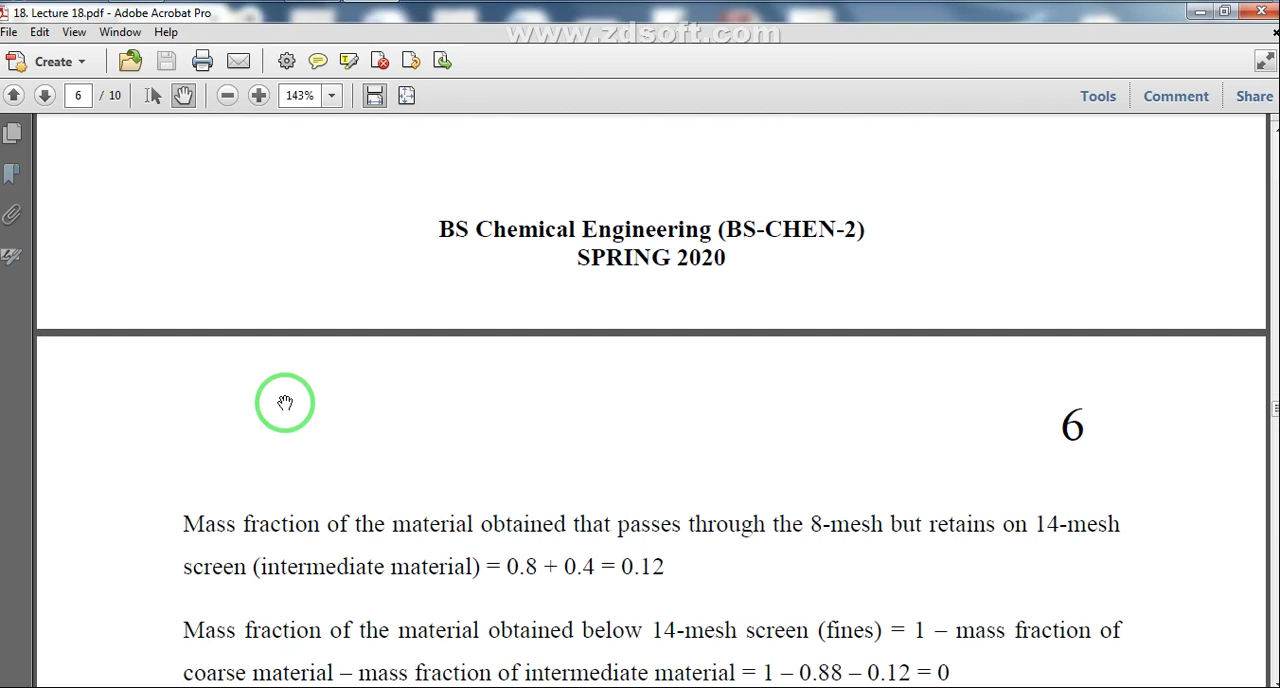 18. Lecture 18.pdf - Adobe Acrobat Pro
www.zdsoft.com
File Edit View Window Help
Create
6 / 10 143% Tools Comment Share
BS Chemical Engineering (BS-CHEN-2)
SPRING 2020
6
Mass fraction of the material obtained that passes through the 8-mesh but retains on 14-mesh
screen (intermediate material) = 0.8 + 0.4 = 0.12
Mass fraction of the material obtained below 14-mesh screen (fines) = 1 – mass fraction of
coarse material – mass fraction of intermediate material = 1 – 0.88 – 0.12 = 0